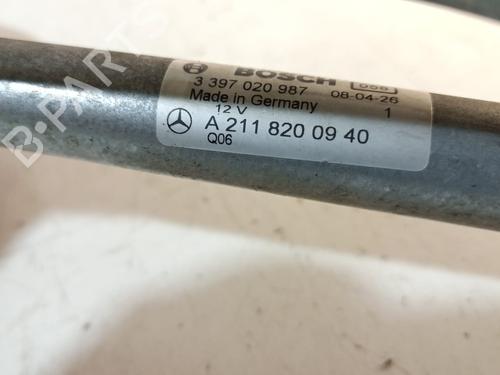 BOSCH 058
3 397 020 987 08-04-26
Made in Germany 1
12 V
A 211 820 09 40
Q06
B-PARTS